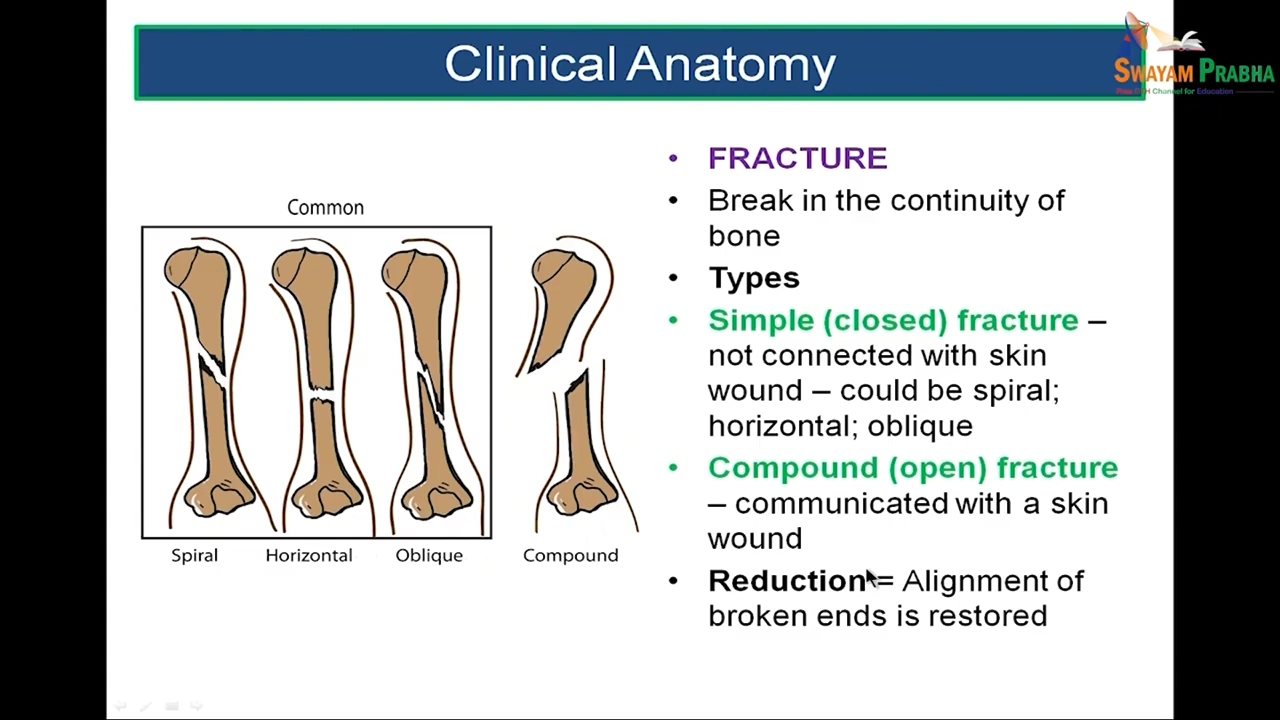 Clinical Anatomy
SWAYAM PRABHA
Free DTH Channel for Education
• FRACTURE
• Break in the continuity of
bone
• Types
• Simple (closed) fracture –
not connected with skin
wound – could be spiral;
horizontal; oblique
• Compound (open) fracture
– communicated with a skin
wound
• Reduction = Alignment of
broken ends is restored
Common
Spiral Horizontal Oblique Compound